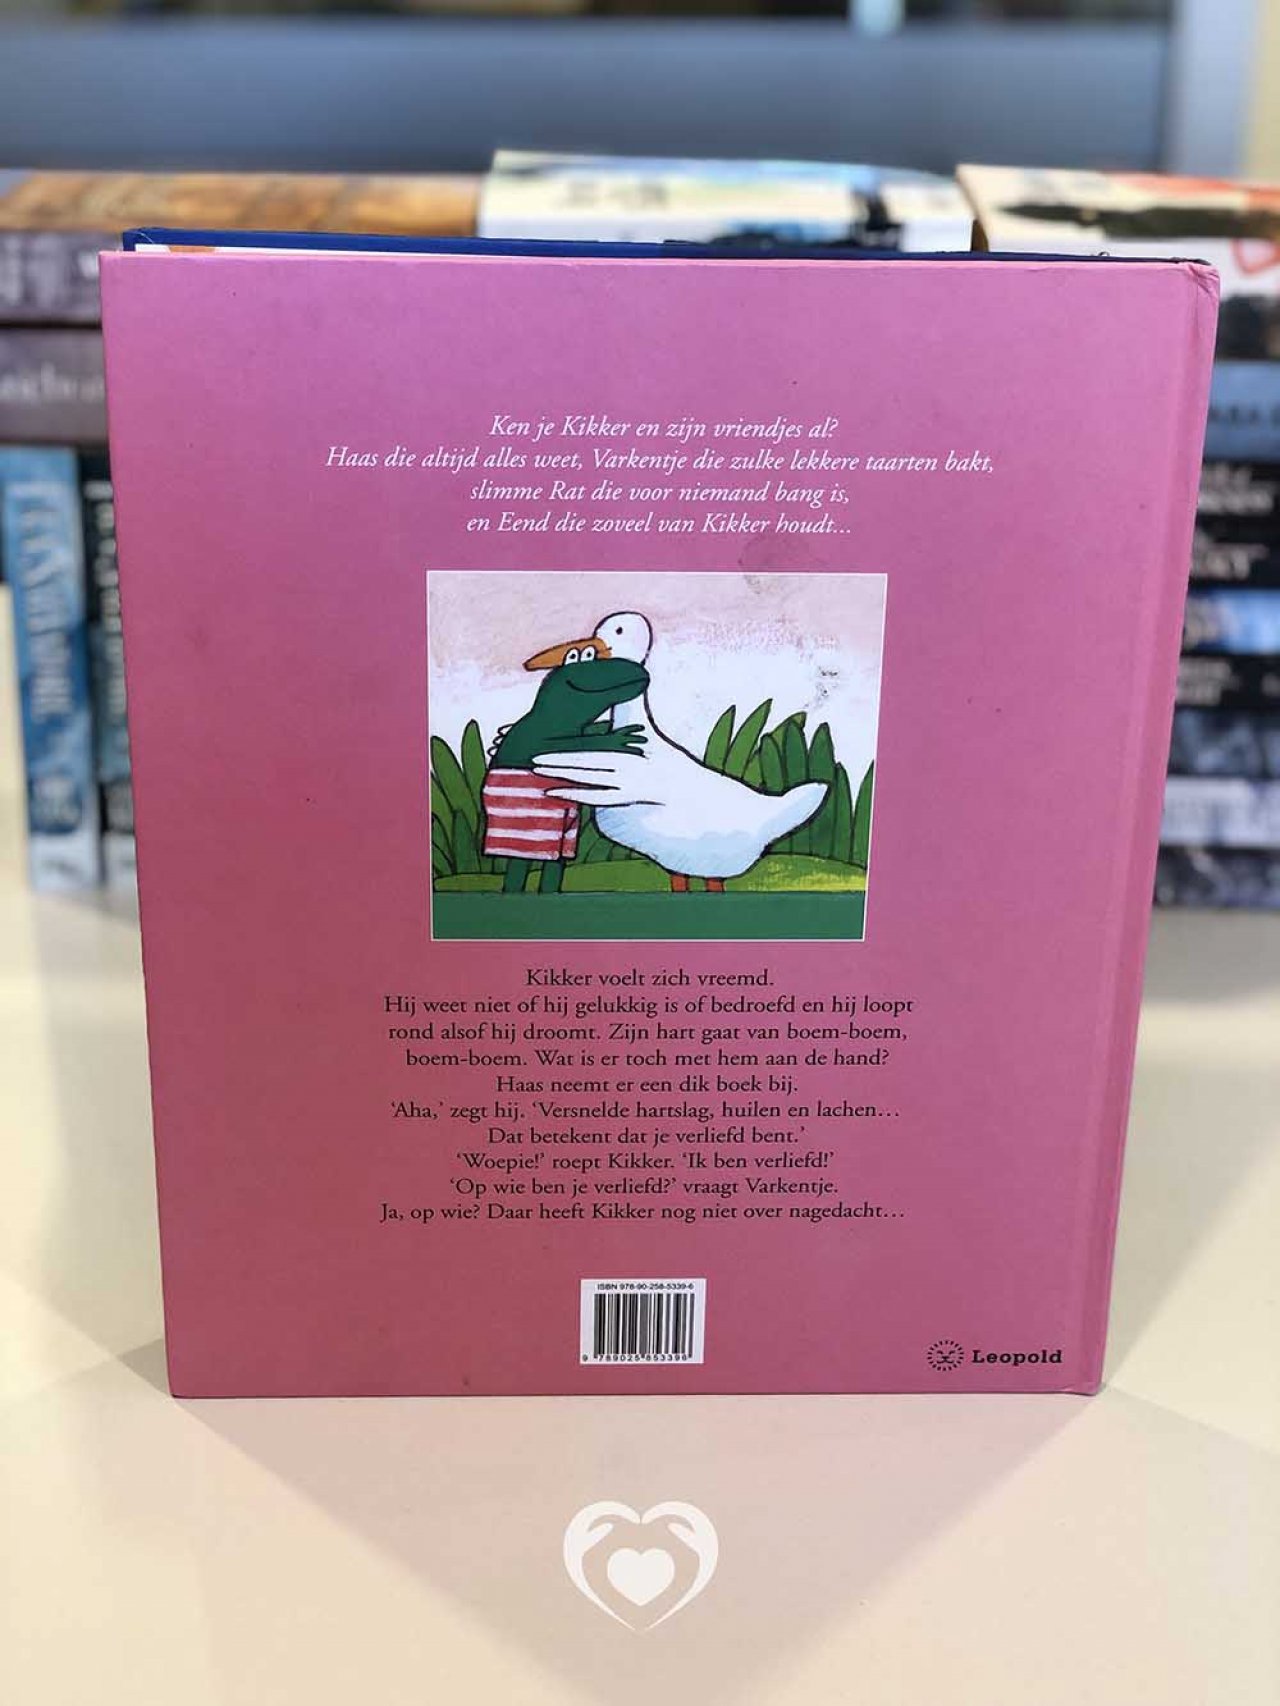 Ken je Kikker en zijn vriendjes al?
Haas die altijd alles weet, Varkentje die zulke lekkere taarten bakt,
slimme Rat die voor niemand bang is,
en Eend die zoveel van Kikker houdt...
Kikker voelt zich vreemd.
Hij weet niet of hij gelukkig is of bedroefd en hij loopt
rond alsof hij droomt. Zijn hart gaat van boem-boem,
boem-boem. Wat is er toch met hem aan de hand?
Haas neemt er een dik boek bij.
‘Aha,’ zegt hij. ‘Versnelde hartslag, huilen en lachen…
Dat betekent dat je verliefd bent.’
‘Woepie!’ roept Kikker. ‘Ik ben verliefd!’
‘Op wie ben je verliefd?’ vraagt Varkentje.
Ja, op wie? Daar heeft Kikker nog niet over nagedacht…
ISBN 978-90-258-5339-6
9 789025 853396
Leopold